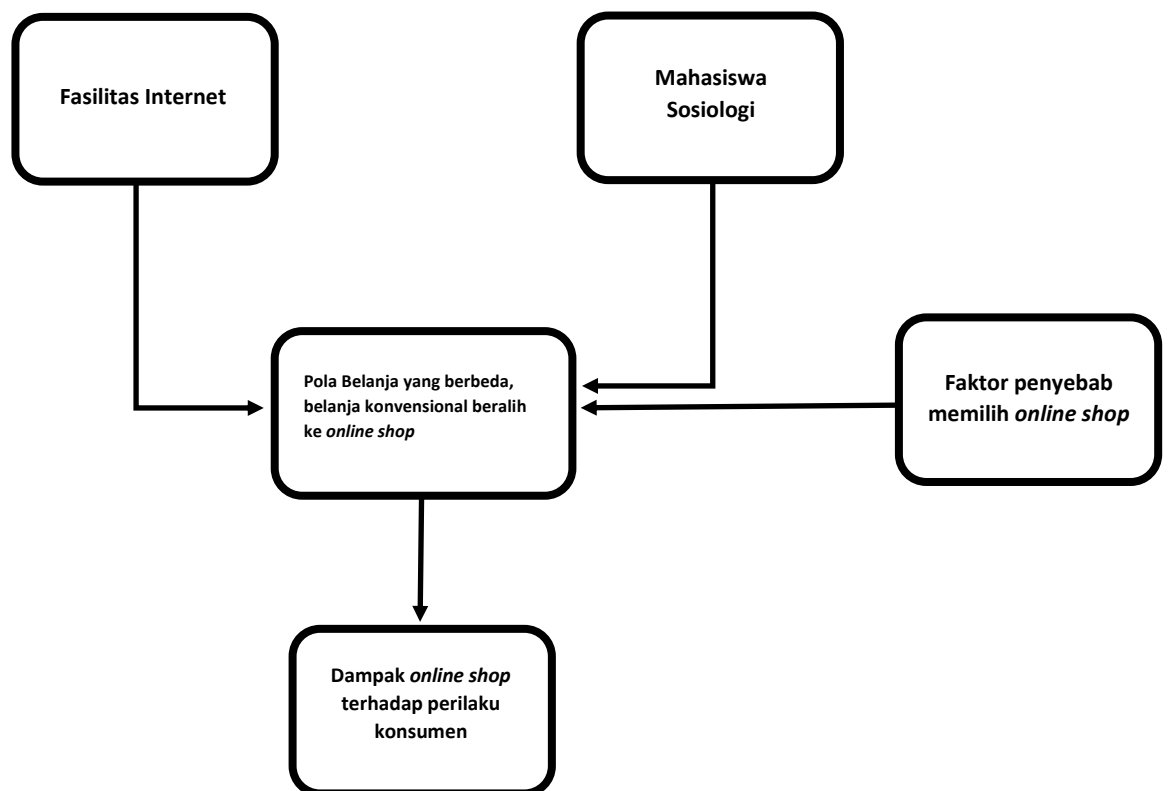 Fasilitas Internet
Mahasiswa
Sosiologi
Pola Belanja yang berbeda,
belanja konvensional beralih
ke online shop
Faktor penyebab
memilih online shop
Dampak online shop
terhadap perilaku
konsumen